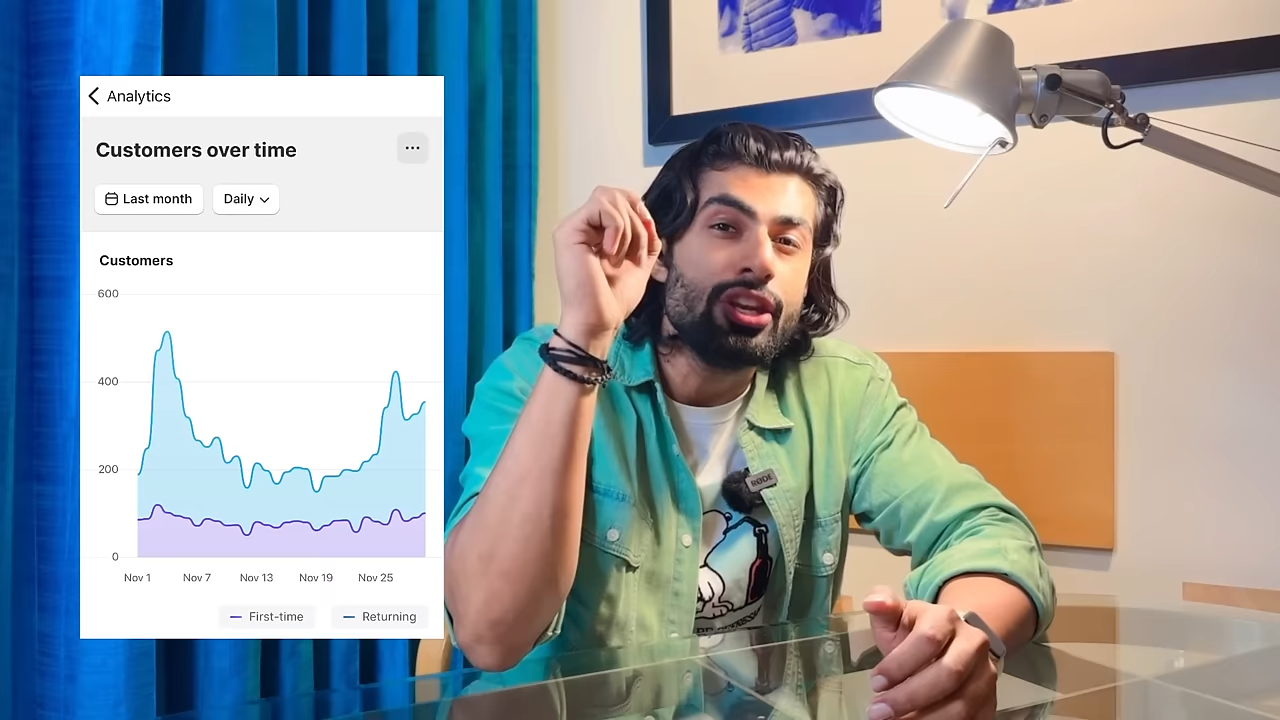 Analytics
Customers over time
Last month
Daily
Customers
600
400
200
0
Nov 1 Nov 7 Nov 13 Nov 19 Nov 25
First-time Returning
RØDE